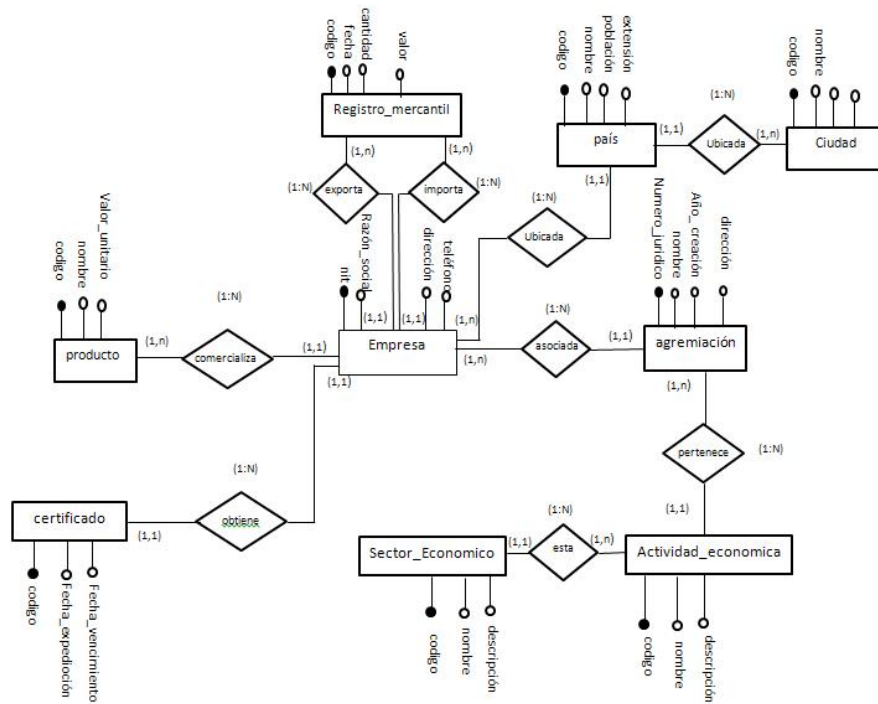 codigo
fecha
cantidad
valor
Registro_mercantil
(1,n)
(1,n)
(1:N)
exporta
importa
(1:N)
codigo
nombre
población
extensión
país
(1,1)
(1:N)
Ubicada
(1,n)
codigo
nombre
Ciudad
(1,1)
(1:N)
Ubicada
codigo
nombre
Valor_unitario
producto
(1,n)
(1:N)
comercializa
(1,1)
nit
Razón_social
(1,1)
(1,1)
dirección
teléfono
Empresa
(1,n)
(1,n)
(1,1)
(1:N)
asociada
(1,1)
Numero_juridico
nombre
Año_creación
dirección
agremiación
(1,n)
pertenece
(1:N)
(1,1)
certificado
(1,1)
(1:N)
obtiene
codigo
Fecha_expedioción
Fecha_vencimiento
Sector_Economico
(1,1)
(1:N)
esta
(1,n)
Actividad_economica
codigo
nombre
descripción
codigo
nombre
descripción